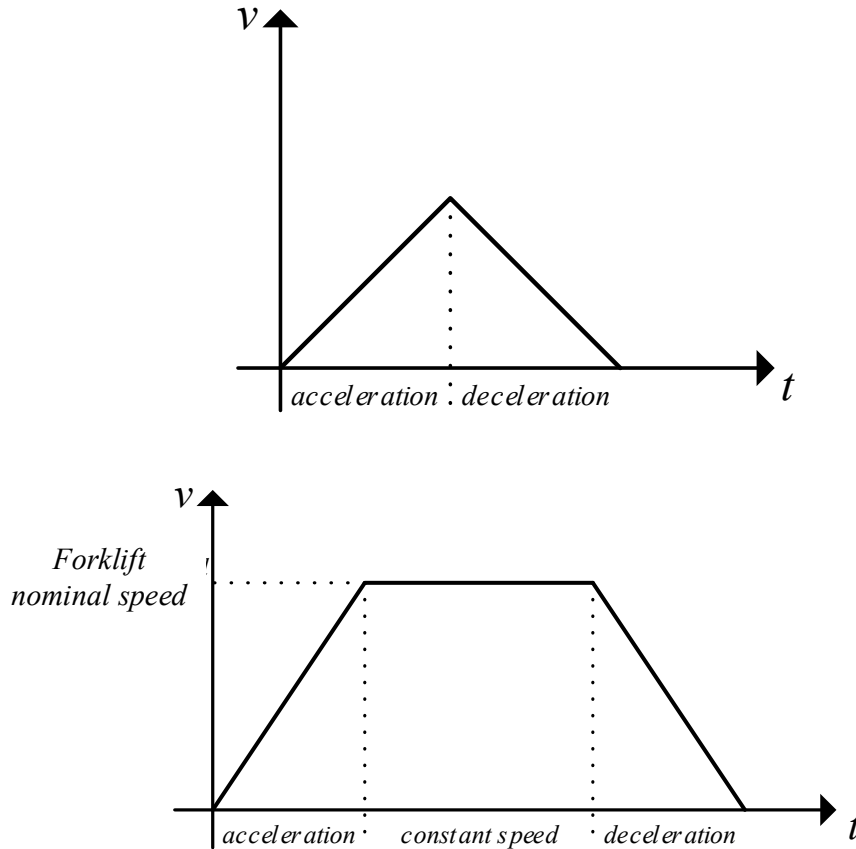 v
t
acceleration deceleration
v
Forklift
nominal speed
t
acceleration constant speed deceleration